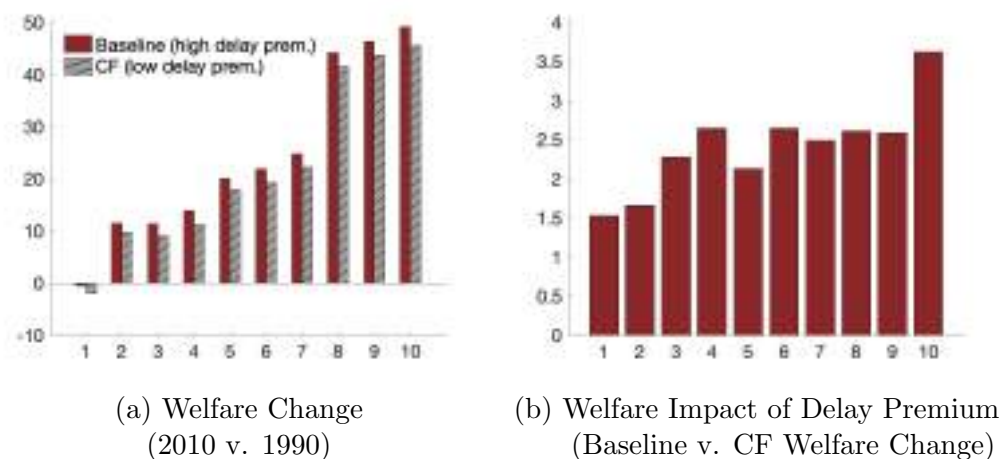 50
40
30
20
10
0
-10
Baseline (high delay prem.)
CF (low delay prem.)
1 2 3 4 5 6 7 8 9 10
4
3.5
3
2.5
2
1.5
1
0.5
0
1 2 3 4 5 6 7 8 9 10
(a) Welfare Change
(2010 v. 1990)
(b) Welfare Impact of Delay Premium
(Baseline v. CF Welfare Change)